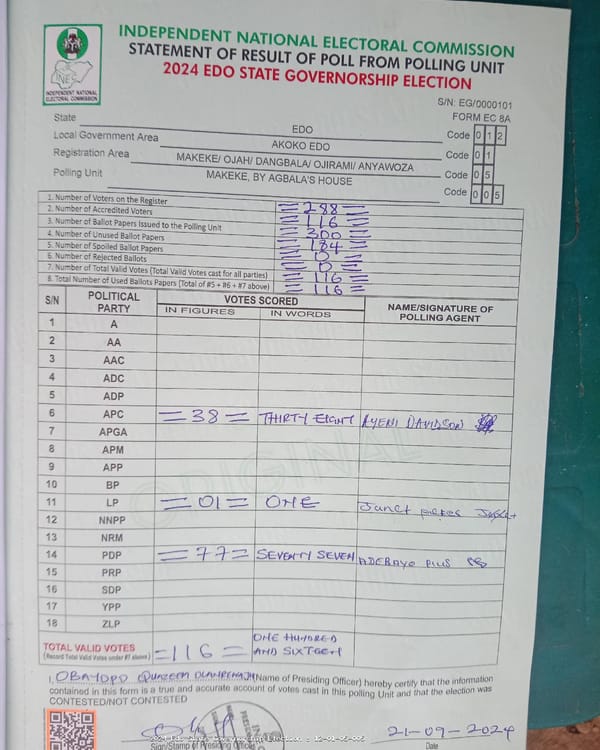 INDEPENDENT NATIONAL ELECTORAL COMMISSION
STATEMENT OF RESULT OF POLL FROM POLLING UNIT
2024 EDO STATE GOVERNORSHIP ELECTION
INEC
INDEPENDENT NATIONAL
ELECTORAL COMMISSION
S/N: EG/0000101
FORM EC 8A
State EDO Code 0 1 2
Local Government Area AKOKO EDO Code 0 1
Registration Area MAKEKE/ OJAH/ DANGBALA/ OJIRAMI/ ANYAWOZA Code 0 5
Polling Unit MAKEKE, BY AGBALA'S HOUSE Code 0 0 5
1. Number of Voters on the Register = 288 =
2. Number of Accredited Voters = 116 =
3. Number of Ballot Papers Issued to the Polling Unit = 300 =
4. Number of Unused Ballot Papers = 184 =
5. Number of Spoiled Ballot Papers = 0 =
6. Number of Rejected Ballots = 0 =
7. Number of Total Valid Votes (Total Valid Votes cast for all parties) = 116 =
8. Total Number of Used Ballots Papers (Total of #5 + #6 + #7 above) = 116 =
S/N POLITICAL PARTY VOTES SCORED NAME/SIGNATURE OF POLLING AGENT
IN FIGURES IN WORDS
1 A
2 AA
3 AAC
4 ADC
5 ADP
6 APC = 38 = THIRTY EIGHT AYENI DAVIDSON
7 APGA
8 APM
9 APP
10 BP
11 LP = 01 = ONE
12 NNPP
13 NRM
14 PDP = 77 = SEVENTY SEVEN ADEBAYO PIUS
15 PRP
16 SDP
17 YPP
18 ZLP
ORIGINAL
TOTAL VALID VOTES = 116 = ONE HUNDRED AND SIXTEEN
(Record Total Valid Votes under #7 above)
I, (Name of Presiding Officer) hereby certify that the information
contained in this form is a true and accurate account of votes cast in this polling Unit and that the election was
CONTESTED/NOT CONTESTED
21-09-2024
Sign/Stamp of Presiding Officer Date